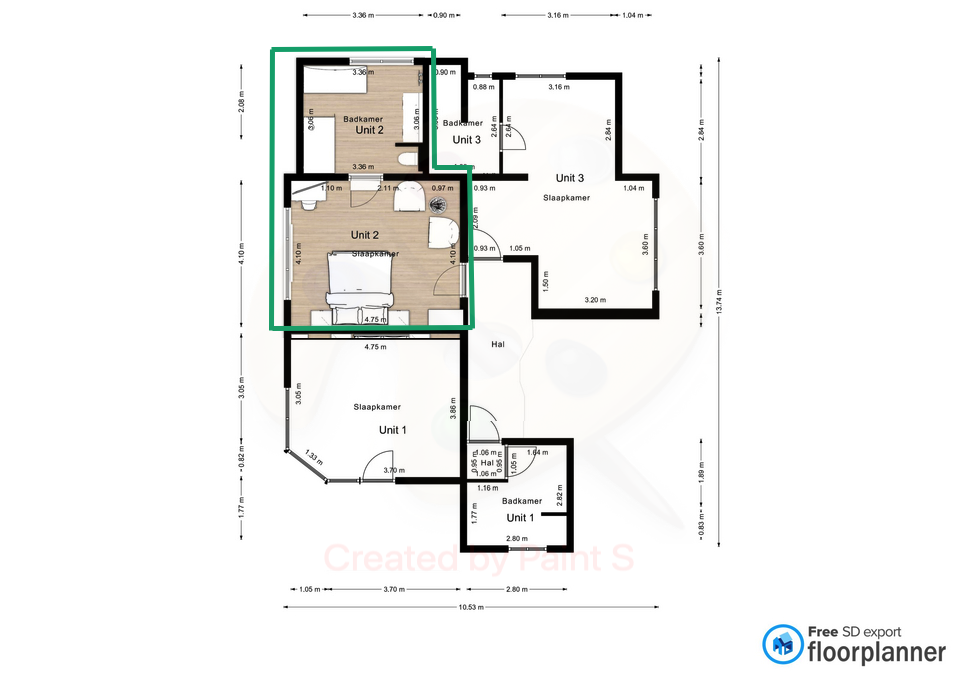 3.36 m
0.90 m
3.16 m
1.04 m
3.36 m
0.90 m
0.88 m
3.16 m
2.08 m
3.06 m
Badkamer
Unit 2
3.06 m
Badkamer
Unit 3
2.64 m
2.64 m
2.84 m
2.84 m
3.36 m
Unit 3
Slaapkamer
1.10 m
2.11 m
0.97 m
0.93 m
1.04 m
2.09 m
Unit 2
Slaapkamer
4.10 m
4.10 m
4.10 m
0.93 m
1.05 m
3.60 m
3.60 m
1.50 m
3.20 m
13.74 m
4.75 m
4.75 m
Hal
3.05 m
3.05 m
Slaapkamer
3.86 m
Unit 1
1.33 m
3.70 m
0.82 m
1.06 m
1.64 m
0.95 m
Hal
0.95 m
1.05 m
1.06 m
1.89 m
1.16 m
Badkamer
Unit 1
1.77 m
1.77 m
2.82 m
0.83 m
2.80 m
Created by Paint S
1.05 m
3.70 m
2.80 m
10.53 m
Free SD export
floorplanner